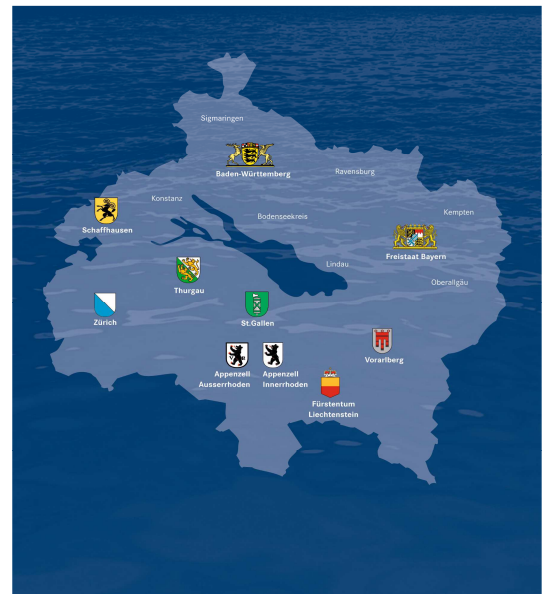 Sigmaringen
Baden-Württemberg
Ravensburg
Konstanz
Schaffhausen
Bodenseekreis
Kempten
Freistaat Bayern
Lindau
Oberallgäu
Thurgau
Zürich
St.Gallen
Vorarlberg
Appenzell
Ausserrhoden
Appenzell
Innerrhoden
Fürstentum
Liechtenstein